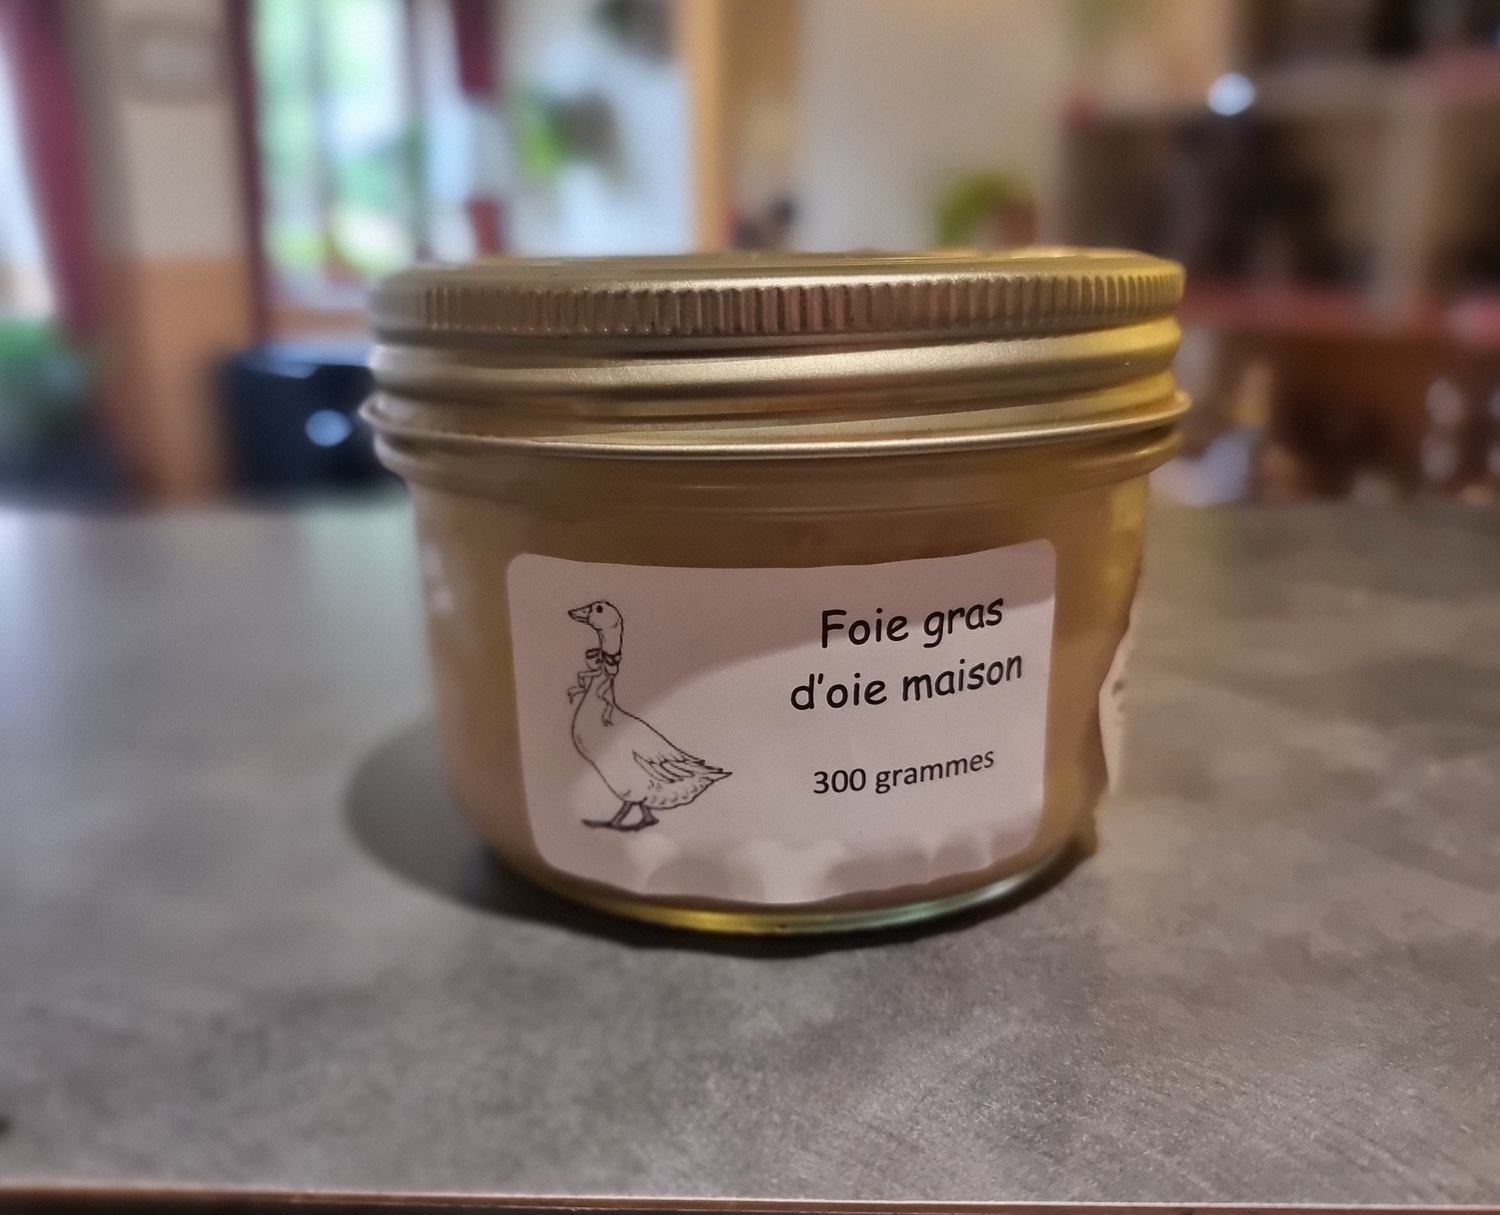 Foie gras
d'oie maison
300 grammes